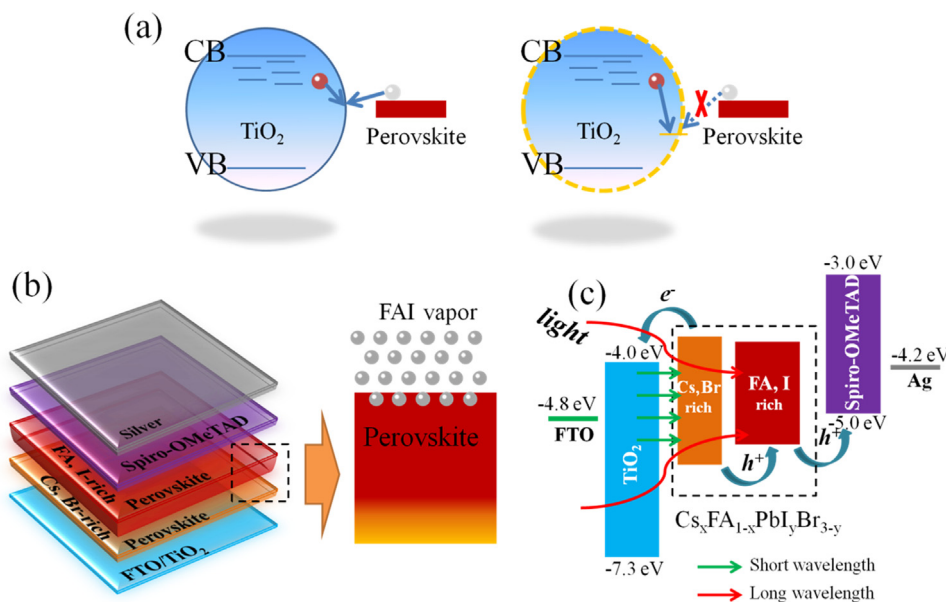 (a)
CB
TiO₂
VB
Perovskite
CB
TiO₂
VB
Perovskite
(b)
Silver
Spiro-OMeTAD
FA, I-rich
Perovskite
Cs, Br-rich
Perovskite
FTO/TiO₂
FAI vapor
Perovskite
(c)
light
e⁻
-3.0 eV
-4.0 eV
-4.8 eV
FTO
TiO₂
-7.3 eV
Cs,Br
rich
FA, I
rich
h⁺
h⁺
Spiro-OMeTAD
-5.0 eV
-4.2 eV
Ag
CsₓFA₁₋ₓPbIᵧBr₃₋ᵧ
Short wavelength
Long wavelength